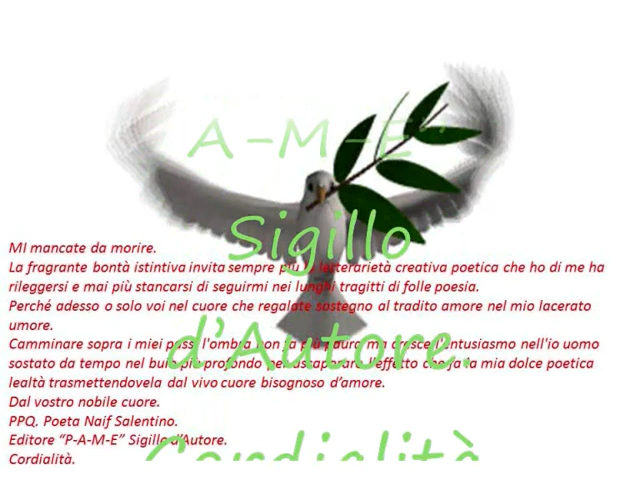 A-M-E"
Sigillo
d'Autore.
Cordialità
MI mancate da morire.
La fragrante bontà istintiva invita sempre più la letterarietà creativa poetica che ho di me ha
rileggersi e mai più stancarsi di seguirmi nei lunghi tragitti di folle poesia.
Perché adesso o solo voi nel cuore che regalate sostegno al tradito amore nel mio lacerato
umore.
Camminare sopra i miei passi l'ombra non fa più paura ma cresce l'entusiasmo nell'io uomo
sostato da tempo nel buio più profondo per assaporare l'effetto che fa la mia dolce poetica
lealtà trasmettendovela dal vivo cuore bisognoso d'amore.
Dal vostro nobile cuore.
PPQ. Poeta Naif Salentino.
Editore “P-A-M-E” Sigillo d'Autore.
Cordialità.